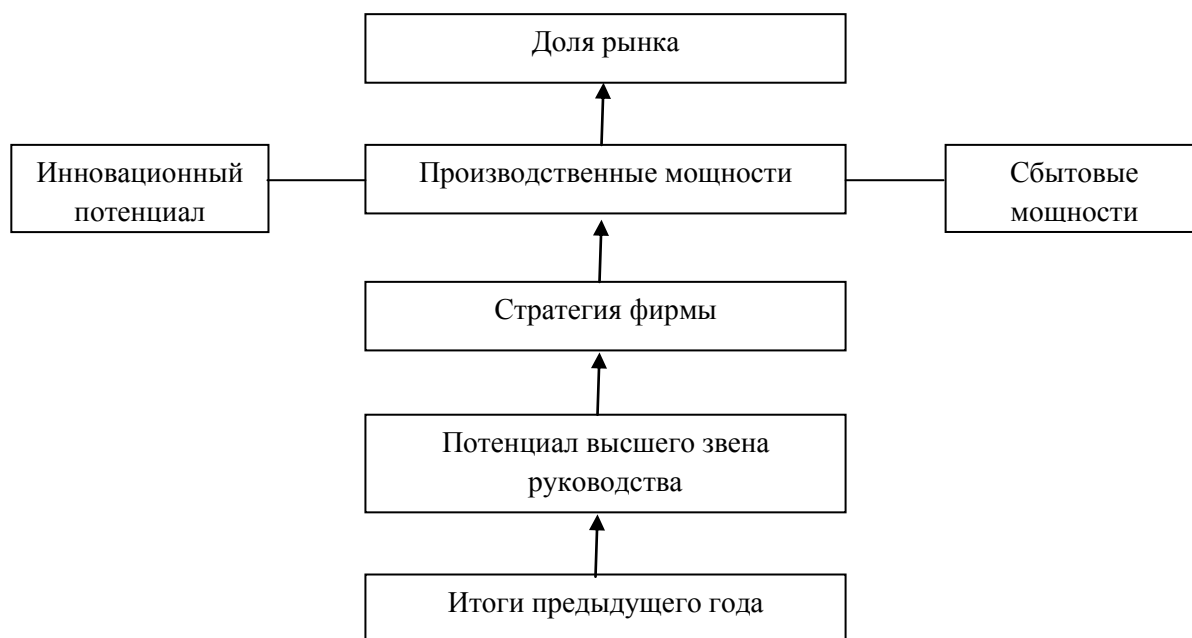 Доля рынка
Инновационный
потенциал
Производственные мощности
Сбытовые
мощности
Стратегия фирмы
Потенциал высшего звена
руководства
Итоги предыдущего года